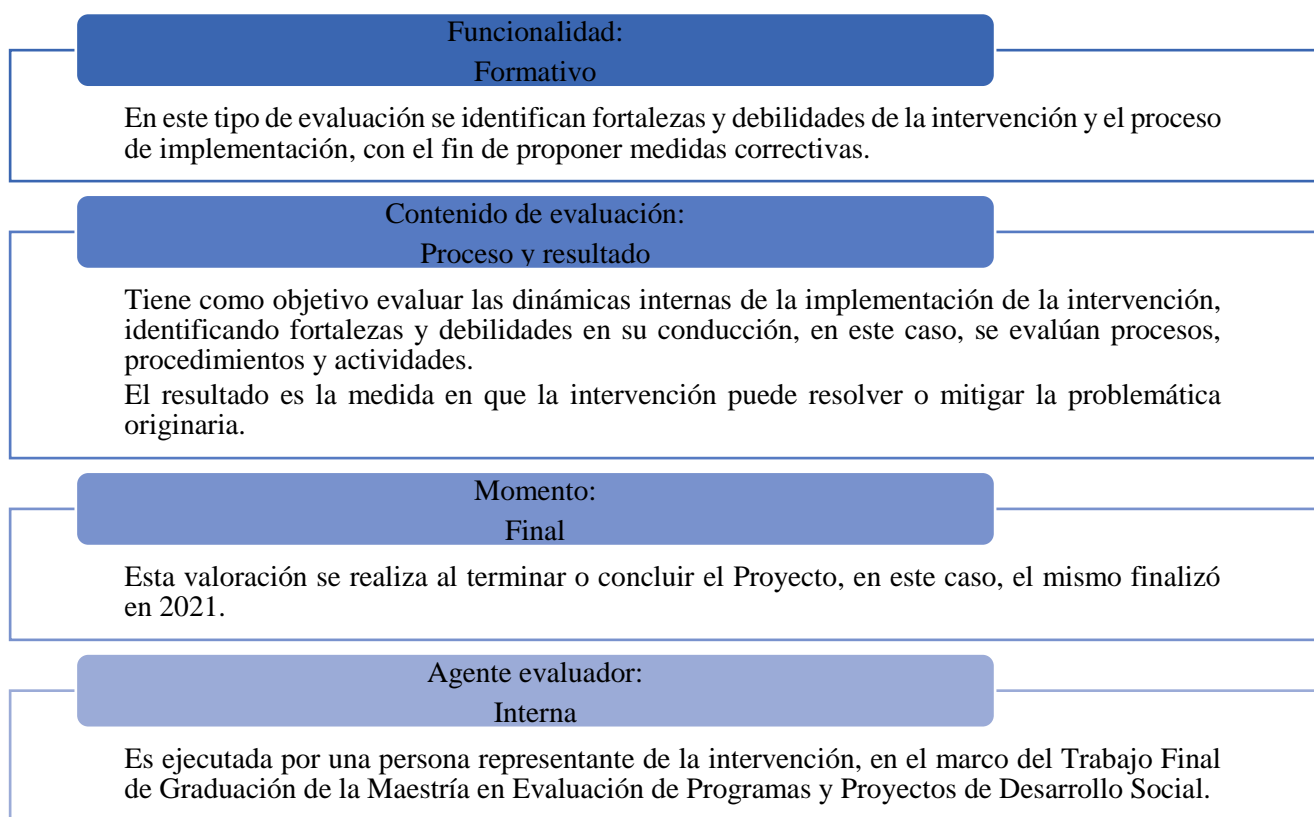 Funcionalidad:
Formativo
En este tipo de evaluación se identifican fortalezas y debilidades de la intervención y el proceso
de implementación, con el fin de proponer medidas correctivas.
Contenido de evaluación:
Proceso y resultado
Tiene como objetivo evaluar las dinámicas internas de la implementación de la intervención,
identificando fortalezas y debilidades en su conducción, en este caso, se evalúan procesos,
procedimientos y actividades.
El resultado es la medida en que la intervención puede resolver o mitigar la problemática
originaria.
Momento:
Final
Esta valoración se realiza al terminar o concluir el Proyecto, en este caso, el mismo finalizó
en 2021.
Agente evaluador:
Interna
Es ejecutada por una persona representante de la intervención, en el marco del Trabajo Final
de Graduación de la Maestría en Evaluación de Programas y Proyectos de Desarrollo Social.